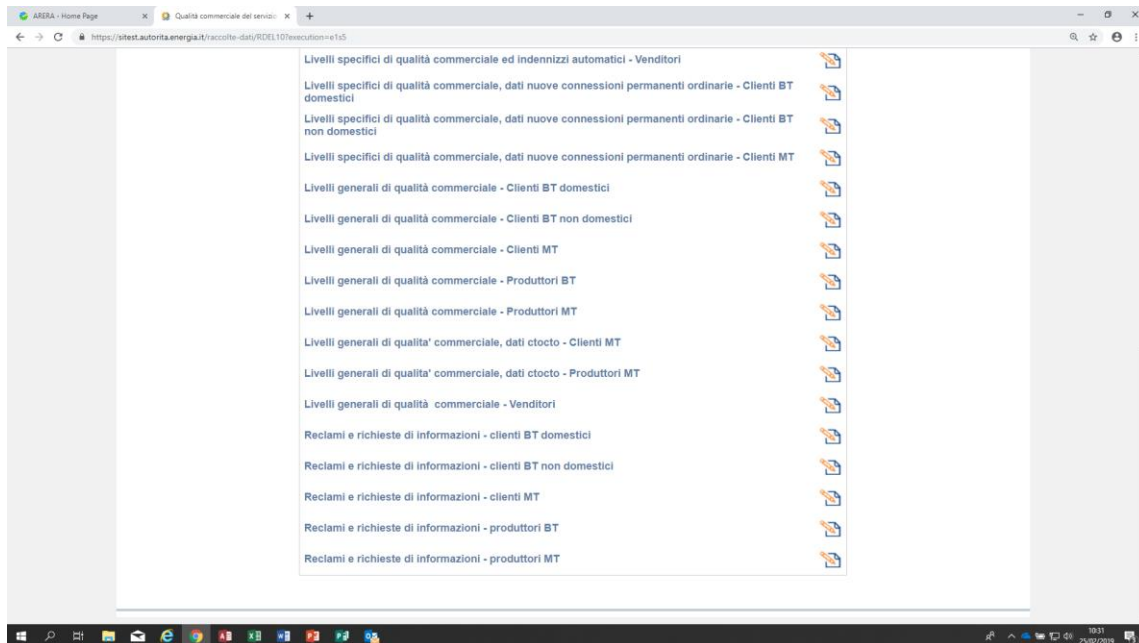 ARERA - Home Page
Qualità commerciale del servizio
https://sitest.autorita.energia.it/raccolte-dati/RDEL10?execution=e1s5
Livelli specifici di qualità commerciale ed indennizzi automatici - Venditori
Livelli specifici di qualità commerciale, dati nuove connessioni permanenti ordinarie - Clienti BT
domestici
Livelli specifici di qualità commerciale, dati nuove connessioni permanenti ordinarie - Clienti BT
non domestici
Livelli specifici di qualità commerciale, dati nuove connessioni permanenti ordinarie - Clienti MT
Livelli generali di qualità commerciale - Clienti BT domestici
Livelli generali di qualità commerciale - Clienti BT non domestici
Livelli generali di qualità commerciale - Clienti MT
Livelli generali di qualità commerciale - Produttori BT
Livelli generali di qualità commerciale - Produttori MT
Livelli generali di qualita' commerciale, dati ctocto - Clienti MT
Livelli generali di qualita' commerciale, dati ctocto - Produttori MT
Livelli generali di qualità commerciale - Venditori
Reclami e richieste di informazioni - clienti BT domestici
Reclami e richieste di informazioni - clienti BT non domestici
Reclami e richieste di informazioni - clienti MT
Reclami e richieste di informazioni - produttori BT
Reclami e richieste di informazioni - produttori MT
10:31
25/02/2019